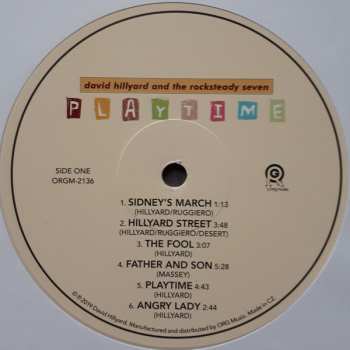 david hillyard and the rocksteady seven
PLAYTIME
SIDE ONE
ORGM-2136
1. SIDNEY'S MARCH 1:13
(HILLYARD/RUGGIERO)
2. HILLYARD STREET 3:48
(HILLYARD/RUGGIERO/DESERT)
3. THE FOOL 3:07
(HILLYARD)
4. FATHER AND SON 5:28
(MASSEY)
5. PLAYTIME 4:43
(HILLYARD)
6. ANGRY LADY 2:44
(HILLYARD)
©℗2019 David Hillyard. Manufactured and distributed by ORG Music. Made in CZ.